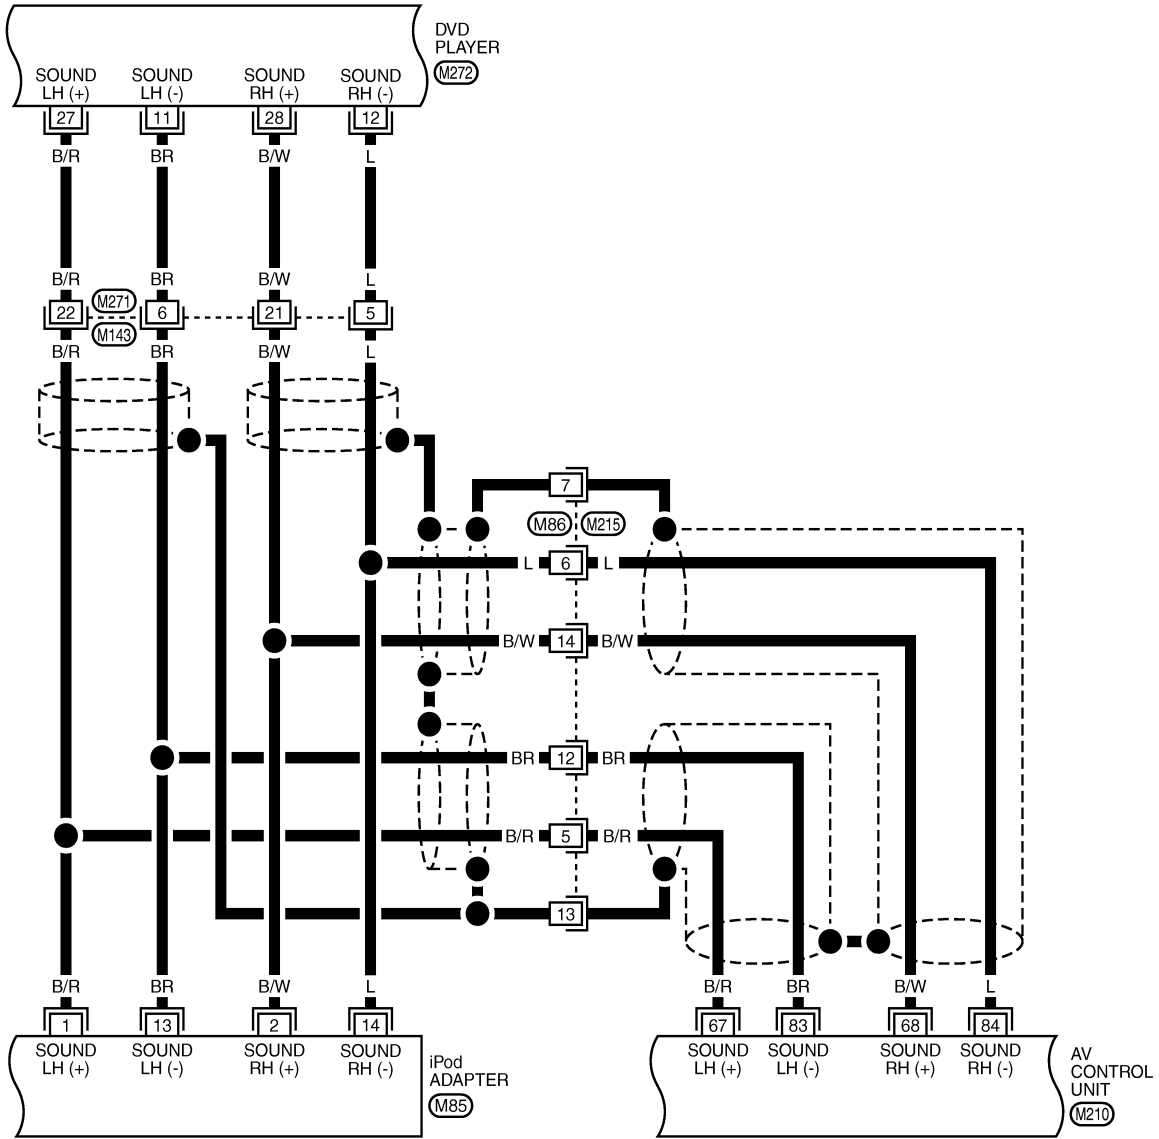 DVD
PLAYER
M272
SOUND LH (+)
SOUND LH (-)
SOUND RH (+)
SOUND RH (-)
27 11 28 12
B/R BR B/W L
B/R BR B/W L
22 M271 6 21 5
M143
B/R BR B/W L
7
M86 M215
L 6 L
B/W 14 B/W
BR 12 BR
B/R 5 B/R
13
B/R BR B/W L
B/R BR B/W L
1 13 2 14
67 83 68 84
SOUND LH (+)
SOUND LH (-)
SOUND RH (+)
SOUND RH (-)
iPod
ADAPTER
M85
SOUND LH (+)
SOUND LH (-)
SOUND RH (+)
SOUND RH (-)
AV
CONTROL
UNIT
M210